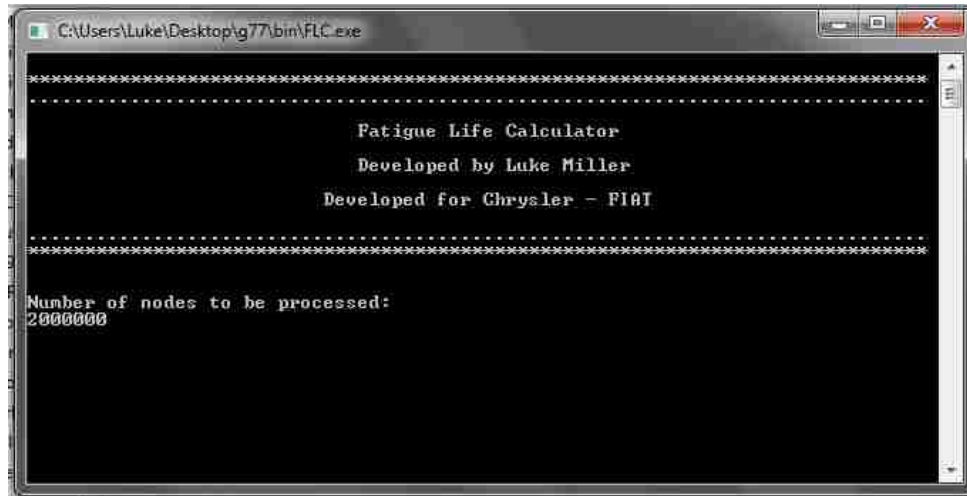 C:\Users\Luke\Desktop\g77\bin\FLC.exe
Fatigue Life Calculator
Developed by Luke Miller
Developed for Chrysler - FIAT
Number of nodes to be processed:
2000000